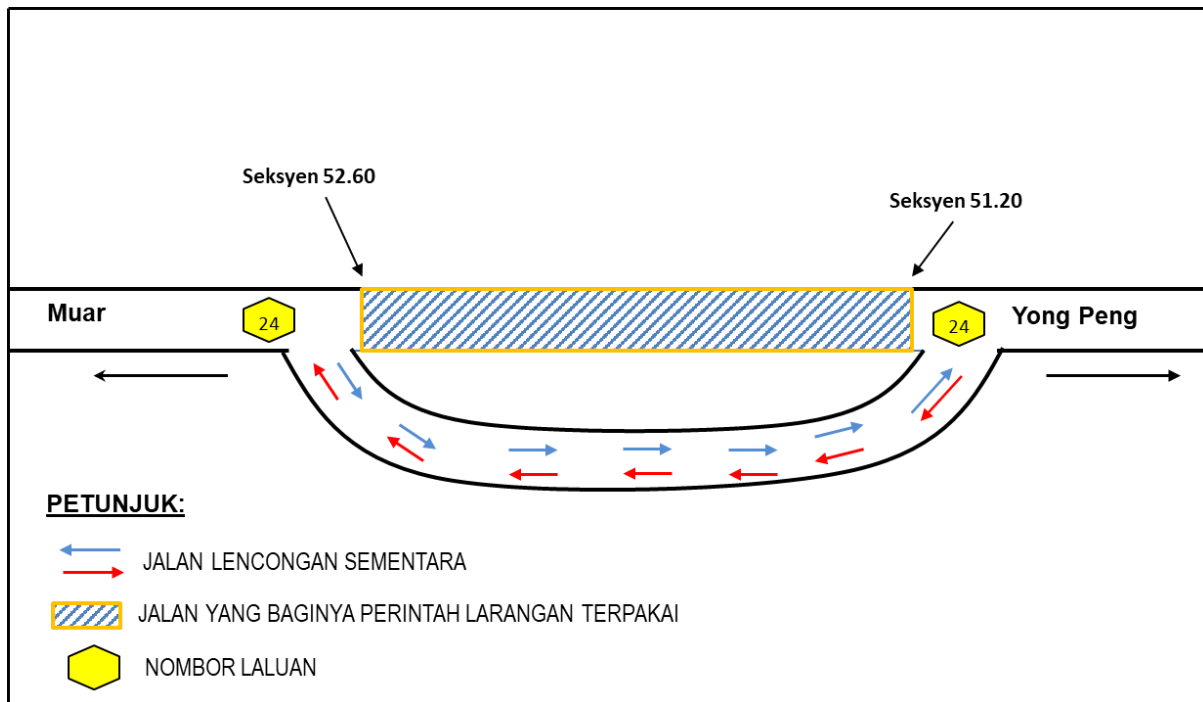 Seksyen 52.60
Seksyen 51.20
Muar
24
24
Yong Peng
PETUNJUK:
JALAN LENCONGAN SEMENTARA
JALAN YANG BAGINYA PERINTAH LARANGAN TERPAKAI
NOMBOR LALUAN